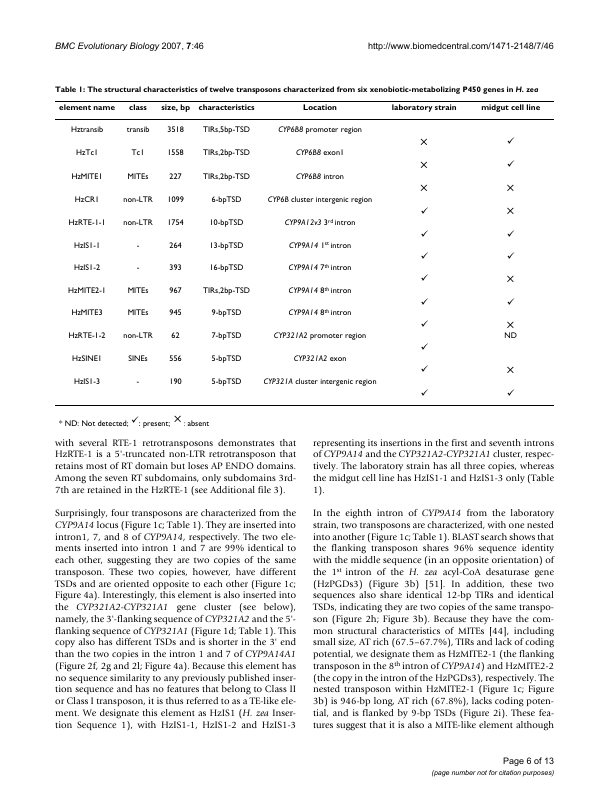 BMC Evolutionary Biology 2007, 7:46
http://www.biomedcentral.com/1471-2148/7/46
Table 1: The structural characteristics of twelve transposons characterized from six xenobiotic-metabolizing P450 genes in H. zea
element name class size, bp characteristics Location laboratory strain midgut cell line
Hztransib transib 3518 TIRs,5bp-TSD CYP6B8 promoter region ✕ ✓
HzTc1 Tc1 1558 TIRs,2bp-TSD CYP6B8 exon1 ✕ ✓
HzMITE1 MITEs 227 TIRs,2bp-TSD CYP6B8 intron ✕ ✕
HzCR1 non-LTR 1099 6-bpTSD CYP6B cluster intergenic region ✓ ✕
HzRTE-1-1 non-LTR 1754 10-bpTSD CYP9A12v3 3rd intron ✓ ✓
HzIS1-1 - 264 13-bpTSD CYP9A14 1st intron ✓ ✓
HzIS1-2 - 393 16-bpTSD CYP9A14 7th intron ✓ ✕
HzMITE2-1 MITEs 967 TIRs,2bp-TSD CYP9A14 8th intron ✓ ✓
HzMITE3 MITEs 945 9-bpTSD CYP9A14 8th intron ✓ ✕
HzRTE-1-2 non-LTR 62 7-bpTSD CYP321A2 promoter region ✓ ND
HzSINE1 SINEs 556 5-bpTSD CYP321A2 exon ✓ ✕
HzIS1-3 - 190 5-bpTSD CYP321A cluster intergenic region ✓ ✓
* ND: Not detected; ✓: present; ✕: absent
with several RTE-1 retrotransposons demonstrates that
HzRTE-1 is a 5'-truncated non-LTR retrotransposon that
retains most of RT domain but loses AP ENDO domains.
Among the seven RT subdomains, only subdomains 3rd-
7th are retained in the HzRTE-1 (see Additional file 3).
Surprisingly, four transposons are characterized from the
CYP9A14 locus (Figure 1c; Table 1). They are inserted into
intron1, 7, and 8 of CYP9A14, respectively. The two ele-
ments inserted into intron 1 and 7 are 99% identical to
each other, suggesting they are two copies of the same
transposon. These two copies, however, have different
TSDs and are oriented opposite to each other (Figure 1c;
Figure 4a). Interestingly, this element is also inserted into
the CYP321A2-CYP321A1 gene cluster (see below),
namely, the 3'-flanking sequence of CYP321A2 and the 5'-
flanking sequence of CYP321A1 (Figure 1d; Table 1). This
copy also has different TSDs and is shorter in the 3' end
than the two copies in the intron 1 and 7 of CYP9A14A1
(Figure 2f, 2g and 2l; Figure 4a). Because this element has
no sequence similarity to any previously published inser-
tion sequence and has no features that belong to Class II
or Class I transposon, it is thus referred to as a TE-like ele-
ment. We designate this element as HzIS1 (H. zea Inser-
tion Sequence 1), with HzIS1-1, HzIS1-2 and HzIS1-3
representing its insertions in the first and seventh introns
of CYP9A14 and the CYP321A2-CYP321A1 cluster, respec-
tively. The laboratory strain has all three copies, whereas
the midgut cell line has HzIS1-1 and HzIS1-3 only (Table
1).
In the eighth intron of CYP9A14 from the laboratory
strain, two transposons are characterized, with one nested
into another (Figure 1c; Table 1). BLAST search shows that
the flanking transposon shares 96% sequence identity
with the middle sequence (in an opposite orientation) of
the 1st intron of the H. zea acyl-CoA desaturase gene
(HzPGDs3) (Figure 3b) [51]. In addition, these two
sequences also share identical 12-bp TIRs and identical
TSDs, indicating they are two copies of the same transpo-
son (Figure 2h; Figure 3b). Because they have the com-
mon structural characteristics of MITEs [44], including
small size, AT rich (67.5–67.7%), TIRs and lack of coding
potential, we designate them as HzMITE2-1 (the flanking
transposon in the 8th intron of CYP9A14) and HzMITE2-2
(the copy in the intron of the HzPGDs3), respectively. The
nested transposon within HzMITE2-1 (Figure 1c; Figure
3b) is 946-bp long, AT rich (67.8%), lacks coding poten-
tial, and is flanked by 9-bp TSDs (Figure 2i). These fea-
tures suggest that it is also a MITE-like element although
Page 6 of 13
(page number not for citation purposes)